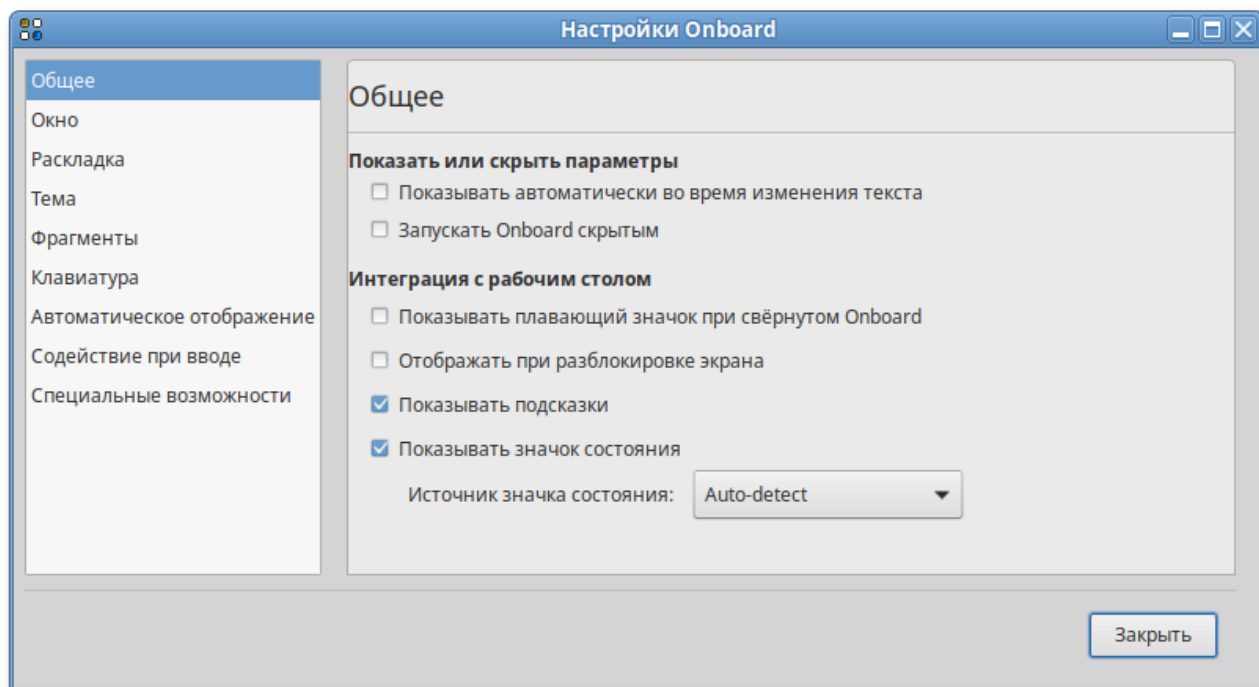 Настройки Onboard
Общее
Окно
Раскладка
Тема
Фрагменты
Клавиатура
Автоматическое отображение
Содействие при вводе
Специальные возможности
Общее
Показать или скрыть параметры
Показывать автоматически во время изменения текста
Запускать Onboard скрытым
Интеграция с рабочим столом
Показывать плавающий значок при свёрнутом Onboard
Отображать при разблокировке экрана
Показывать подсказки
Показывать значок состояния
Источник значка состояния: Auto-detect
Закрыть